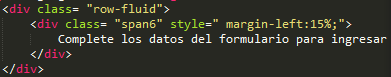 <div class= "row-fluid">
<div class= "span6" style=" margin-left:15%;">
Complete los datos del formulario para ingresar
</div>
</div>